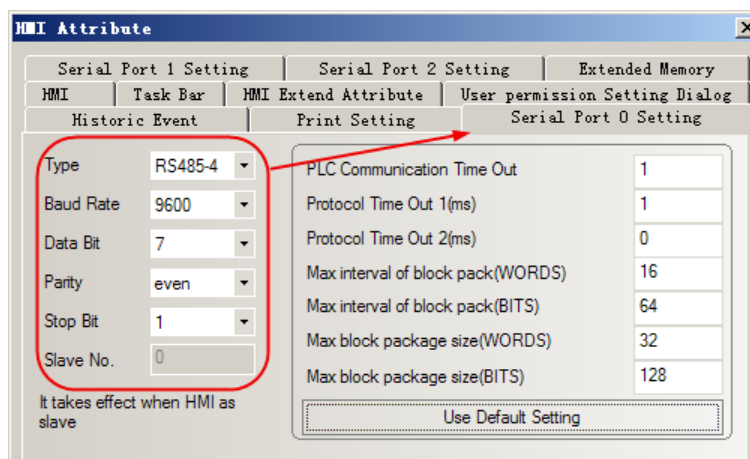 HMI Attribute
Serial Port 1 Setting Serial Port 2 Setting Extended Memory
HMI Task Bar HMI Extend Attribute User permission Setting Dialog
Historic Event Print Setting Serial Port 0 Setting
Type RS485-4
Baud Rate 9600
Data Bit 7
Parity even
Stop Bit 1
Slave No. 0
It takes effect when HMI as
slave
PLC Communication Time Out 1
Protocol Time Out 1(ms) 1
Protocol Time Out 2(ms) 0
Max interval of block pack(WORDS) 16
Max interval of block pack(BITS) 64
Max block package size(WORDS) 32
Max block package size(BITS) 128
Use Default Setting